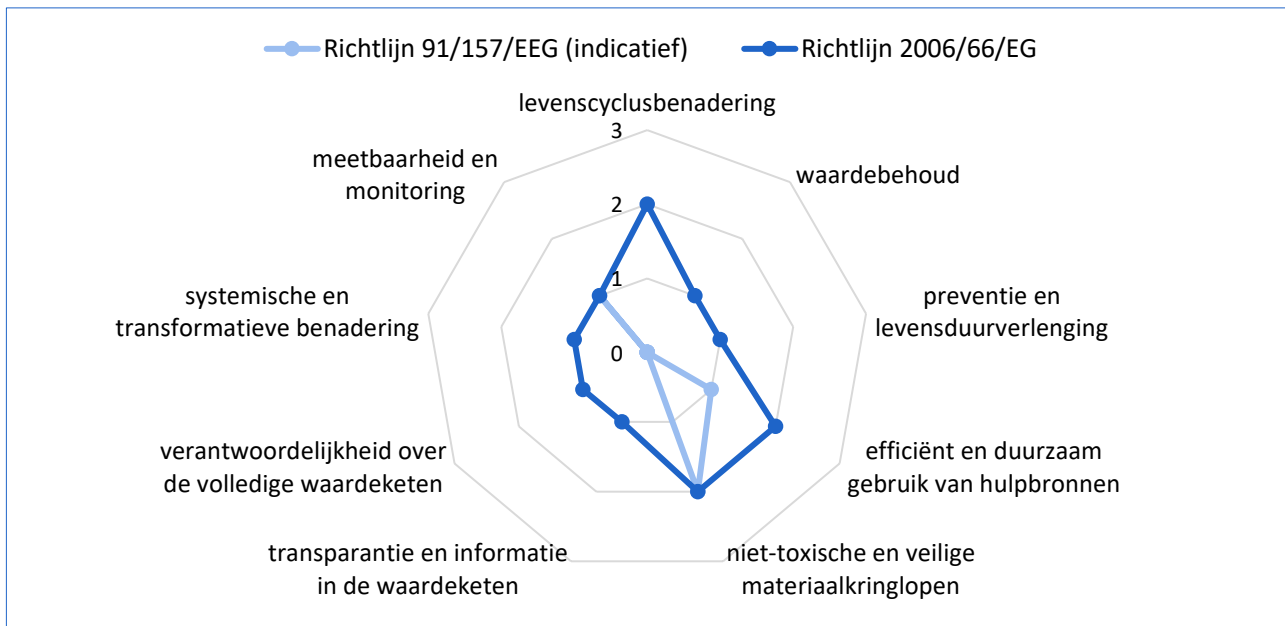 Richtlijn 91/157/EEG (indicatief) Richtlijn 2006/66/EG
levenscyclusbenadering
3
meetbaarheid en
monitoring
waardebehoud
2
1
systemische en
transformatieve benadering
preventie en
levensduurverlenging
0
verantwoordelijkheid over
de volledige waardeketen
efficiënt en duurzaam
gebruik van hulpbronnen
transparantie en informatie
in de waardeketen
niet-toxische en veilige
materiaalkringlopen